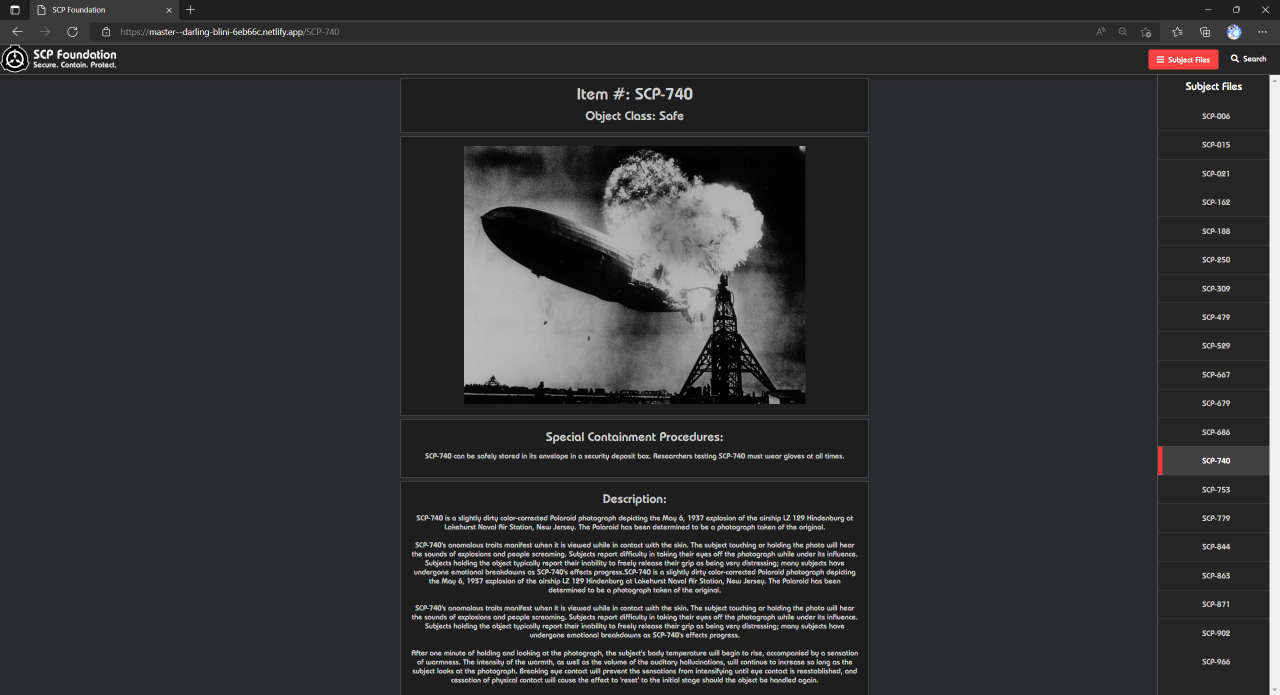 SCP Foundation
https://master--darling-blini-6eb66c.netlify.app/SCP-740
SCP Foundation
Secure. Contain. Protect.
Subject Files
Search
Item #: SCP-740
Object Class: Safe
Special Containment Procedures:
SCP-740 can be safely stored in its envelope in a security deposit box. Researchers testing SCP-740 must wear gloves at all times.
Description:
SCP-740 is a slightly dirty color-corrected Polaroid photograph depicting the May 6, 1937 explosion of the airship LZ 129 Hindenburg at
Lakehurst Naval Air Station, New Jersey. The Polaroid has been determined to be a photograph taken of the original.
SCP-740's anomalous traits manifest when it is viewed while in contact with the skin. The subject touching or holding the photo will hear
the sounds of explosions and people screaming. Subjects report difficulty in taking their eyes off the photograph while under its influence.
Subjects holding the object typically report their inability to freely release their grip as being very distressing; many subjects have
undergone emotional breakdowns as SCP-740's effects progress.SCP-740 is a slightly dirty color-corrected Polaroid photograph depicting
the May 6, 1937 explosion of the airship LZ 129 Hindenburg at Lakehurst Naval Air Station, New Jersey. The Polaroid has been
determined to be a photograph taken of the original.
SCP-740's anomalous traits manifest when it is viewed while in contact with the skin. The subject touching or holding the photo will hear
the sounds of explosions and people screaming. Subjects report difficulty in taking their eyes off the photograph while under its influence.
Subjects holding the object typically report their inability to freely release their grip as being very distressing; many subjects have
undergone emotional breakdowns as SCP-740's effects progress.
After one minute of holding and looking at the photograph, the subject's body temperature will begin to rise, accompanied by a sensation
of warmness. The intensity of the warmth, as well as the volume of the auditory hallucinations, will continue to increase so long as the
subject looks at the photograph. Breaking eye contact will prevent the sensations from intensifying until eye contact is reestablished, and
cessation of physical contact will cause the effect to 'reset' to the initial stage should the object be handled again.
Subject Files
SCP-006
SCP-015
SCP-021
SCP-162
SCP-188
SCP-250
SCP-309
SCP-479
SCP-529
SCP-667
SCP-679
SCP-686
SCP-740
SCP-753
SCP-779
SCP-844
SCP-863
SCP-871
SCP-902
SCP-966